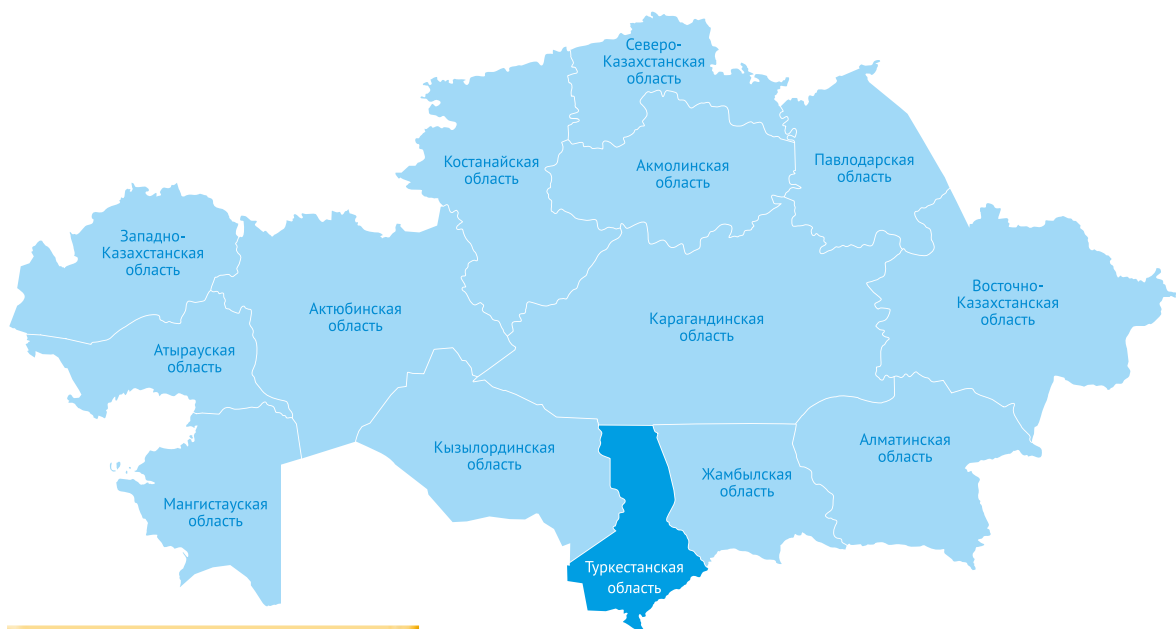 Северо-
Казахстанская
область
Костанайская
область
Акмолинская
область
Павлодарская
область
Западно-
Казахстанская
область
Актюбинская
область
Карагандинская
область
Восточно-
Казахстанская
область
Атырауская
область
Кызылординская
область
Алматинская
область
Жамбылская
область
Мангистауская
область
Туркестанская
область